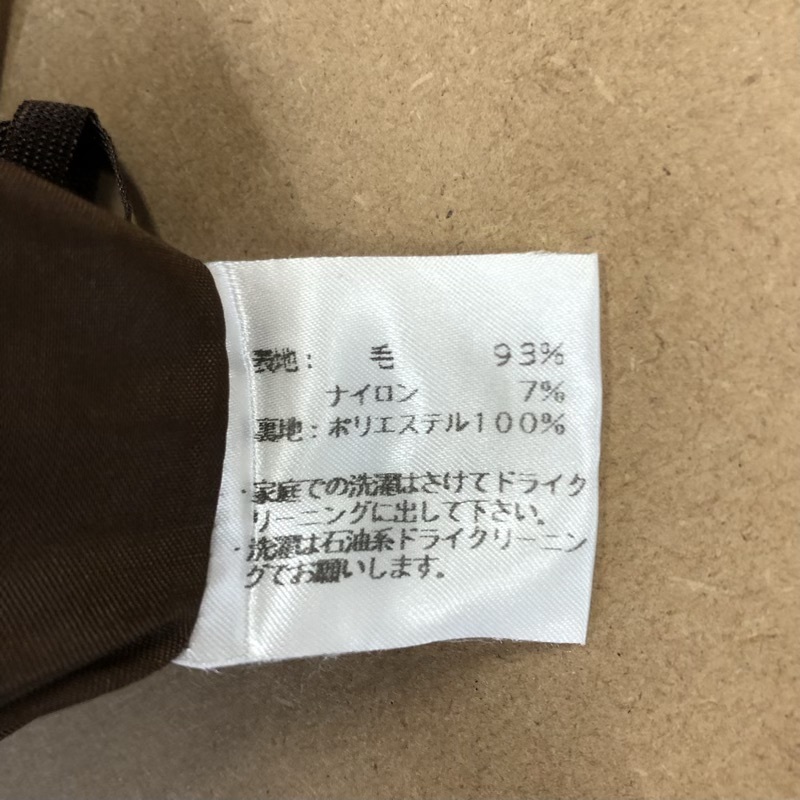 表地： 毛 93%
ナイロン 7%
裏地：ポリエステル100%
・家庭での洗濯はさけてドライク
リーニングに出して下さい。
・洗濯は石油系ドライクリーニン
グでお願いします。